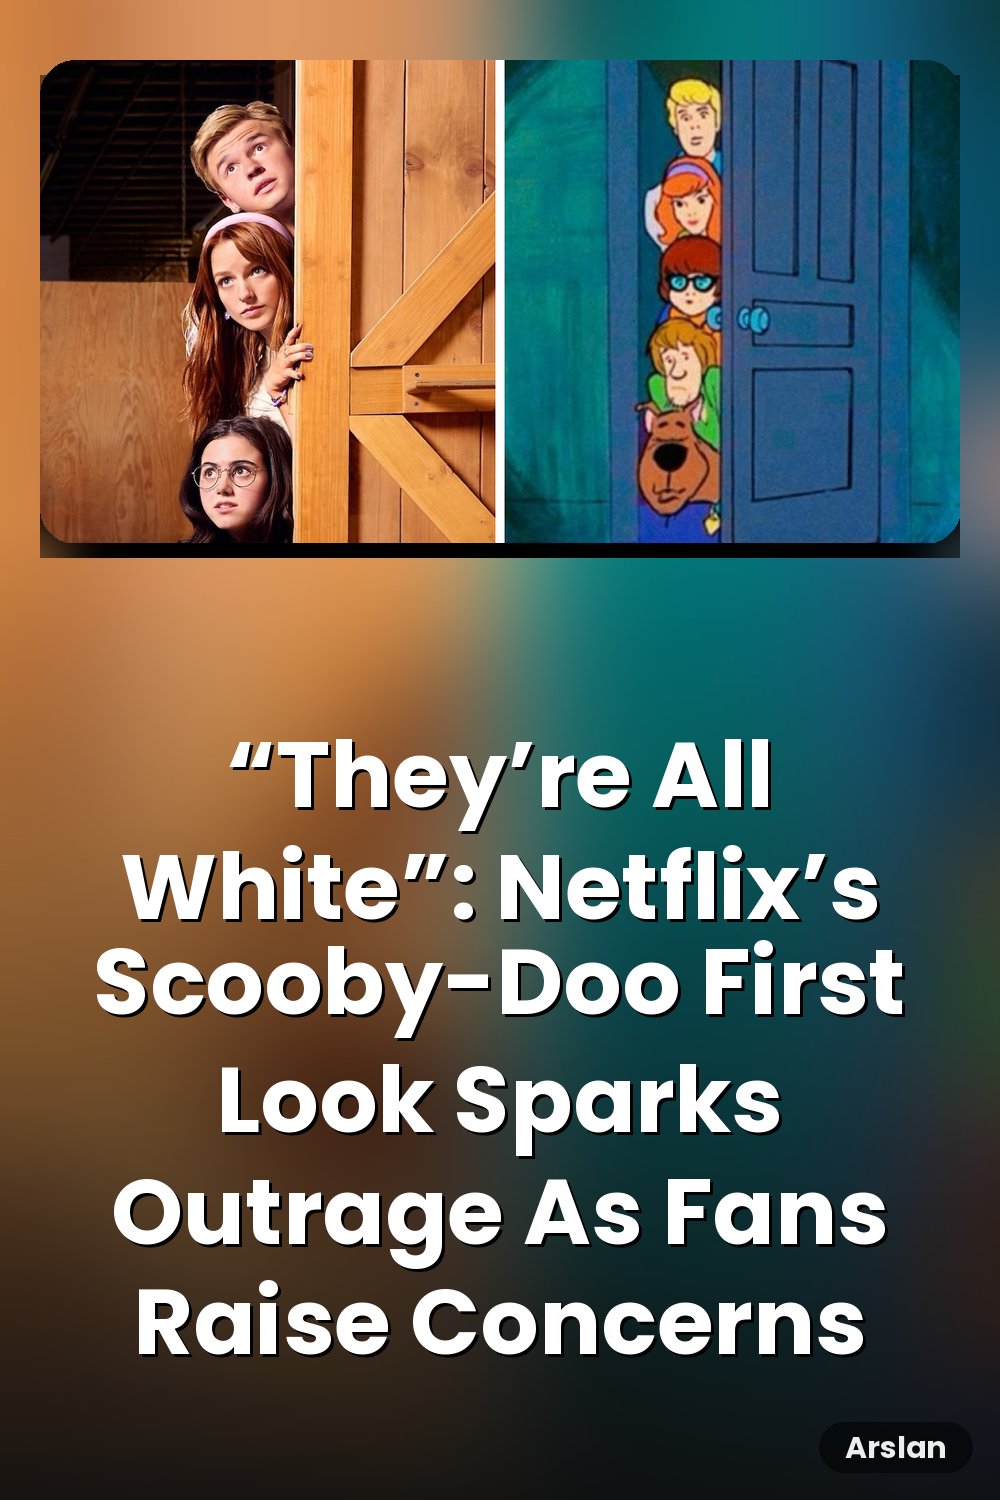 “They’re All
White”: Netflix’s
Scooby-Doo First
Look Sparks
Outrage As Fans
Raise Concerns
Arslan